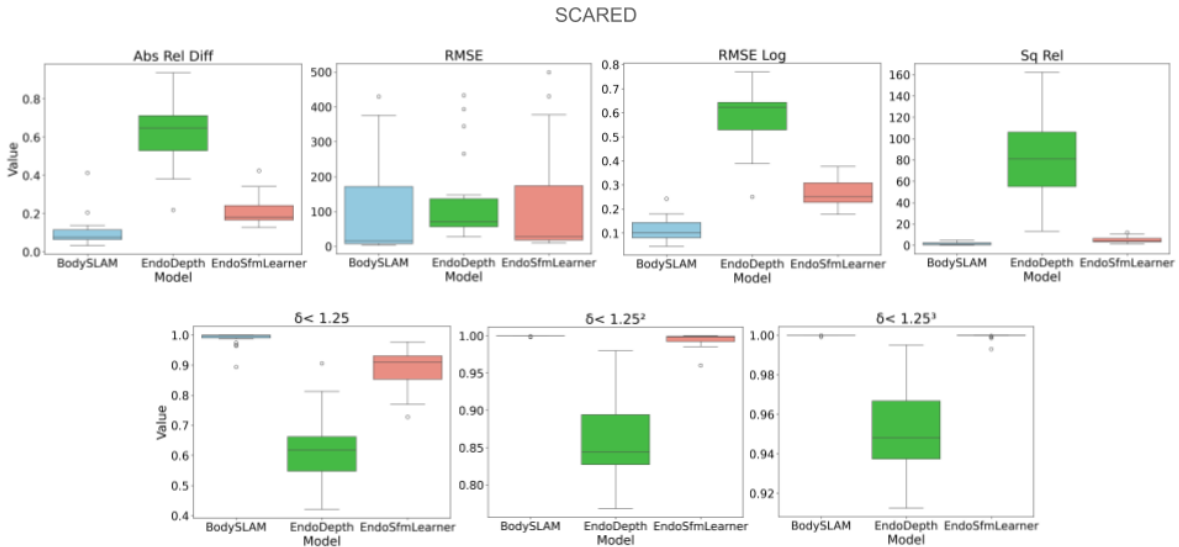 SCARED
Abs Rel Diff
Value
0.8
0.6
0.4
0.2
0.0
BodySLAM EndoDepth EndoSfmLearner
Model
RMSE
500
400
300
200
100
0
BodySLAM EndoDepth EndoSfmLearner
Model
RMSE Log
0.8
0.7
0.6
0.5
0.4
0.3
0.2
0.1
BodySLAM EndoDepth EndoSfmLearner
Model
Sq Rel
160
140
120
100
80
60
40
20
0
BodySLAM EndoDepth EndoSfmLearner
Model
δ< 1.25
Value
1.0
0.9
0.8
0.7
0.6
0.5
0.4
BodySLAM EndoDepth EndoSfmLearner
Model
δ< 1.25²
1.00
0.95
0.90
0.85
0.80
BodySLAM EndoDepth EndoSfmLearner
Model
δ< 1.25³
1.00
0.98
0.96
0.94
0.92
BodySLAM EndoDepth EndoSfmLearner
Model